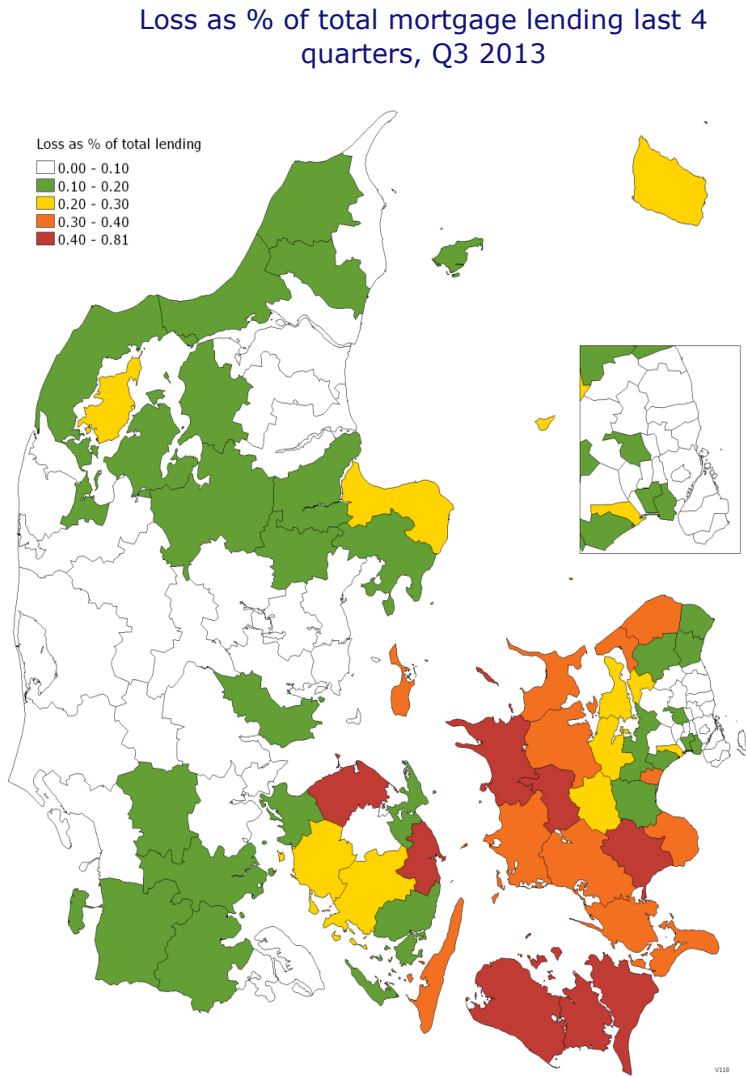 Loss as % of total mortgage lending last 4
quarters, Q3 2013
Loss as % of total lending
0.00 - 0.10
0.10 - 0.20
0.20 - 0.30
0.30 - 0.40
0.40 - 0.81
V118